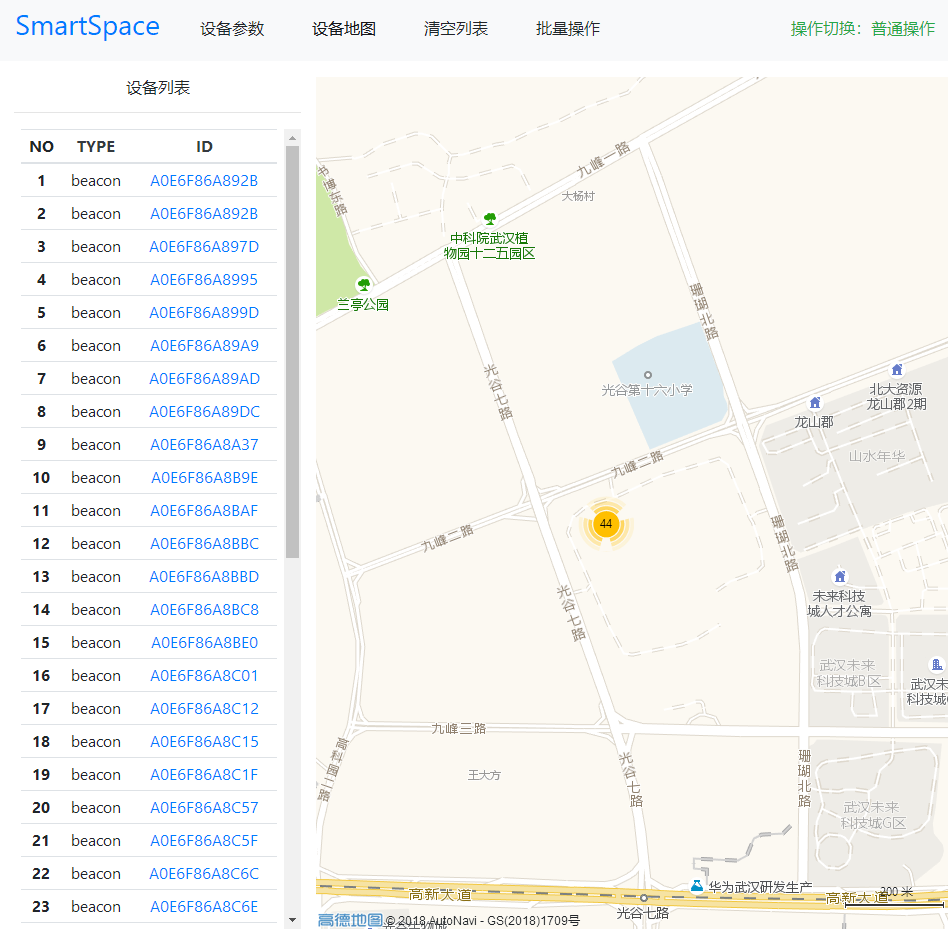 SmartSpace 设备参数 设备地图 清空列表 批量操作 操作切换：普通操作
设备列表
NO TYPE ID
1 beacon A0E6F86A892B
2 beacon A0E6F86A892B
3 beacon A0E6F86A897D
4 beacon A0E6F86A8995
5 beacon A0E6F86A899D
6 beacon A0E6F86A89A9
7 beacon A0E6F86A89AD
8 beacon A0E6F86A89DC
9 beacon A0E6F86A8A37
10 beacon A0E6F86A8B9E
11 beacon A0E6F86A8BAF
12 beacon A0E6F86A8BBC
13 beacon A0E6F86A8BBD
14 beacon A0E6F86A8BC8
15 beacon A0E6F86A8BE0
16 beacon A0E6F86A8C01
17 beacon A0E6F86A8C12
18 beacon A0E6F86A8C15
19 beacon A0E6F86A8C1F
20 beacon A0E6F86A8C57
21 beacon A0E6F86A8C5F
22 beacon A0E6F86A8C6C
23 beacon A0E6F86A8C6E
九峰一路
书博东路
大杨村
中科院武汉植
物园十二五园区
兰亭公园
珊瑚北路
光谷七路
光谷第十六小学
北大资源
龙山郡2期
龙山郡
山水年华
九峰二路
44
九峰二路
珊瑚北路
未来科技
城人才公寓
光谷七路
武汉未来
科技城B区
武汉未
科技城
九峰三路
王大方
光谷七路
珊瑚北路
武汉未来
科技城G区
华为武汉研发生产
高新大道
高新大道
200 米
光谷七路
高德地图 © 2018 AutoNavi - GS(2018)1709号